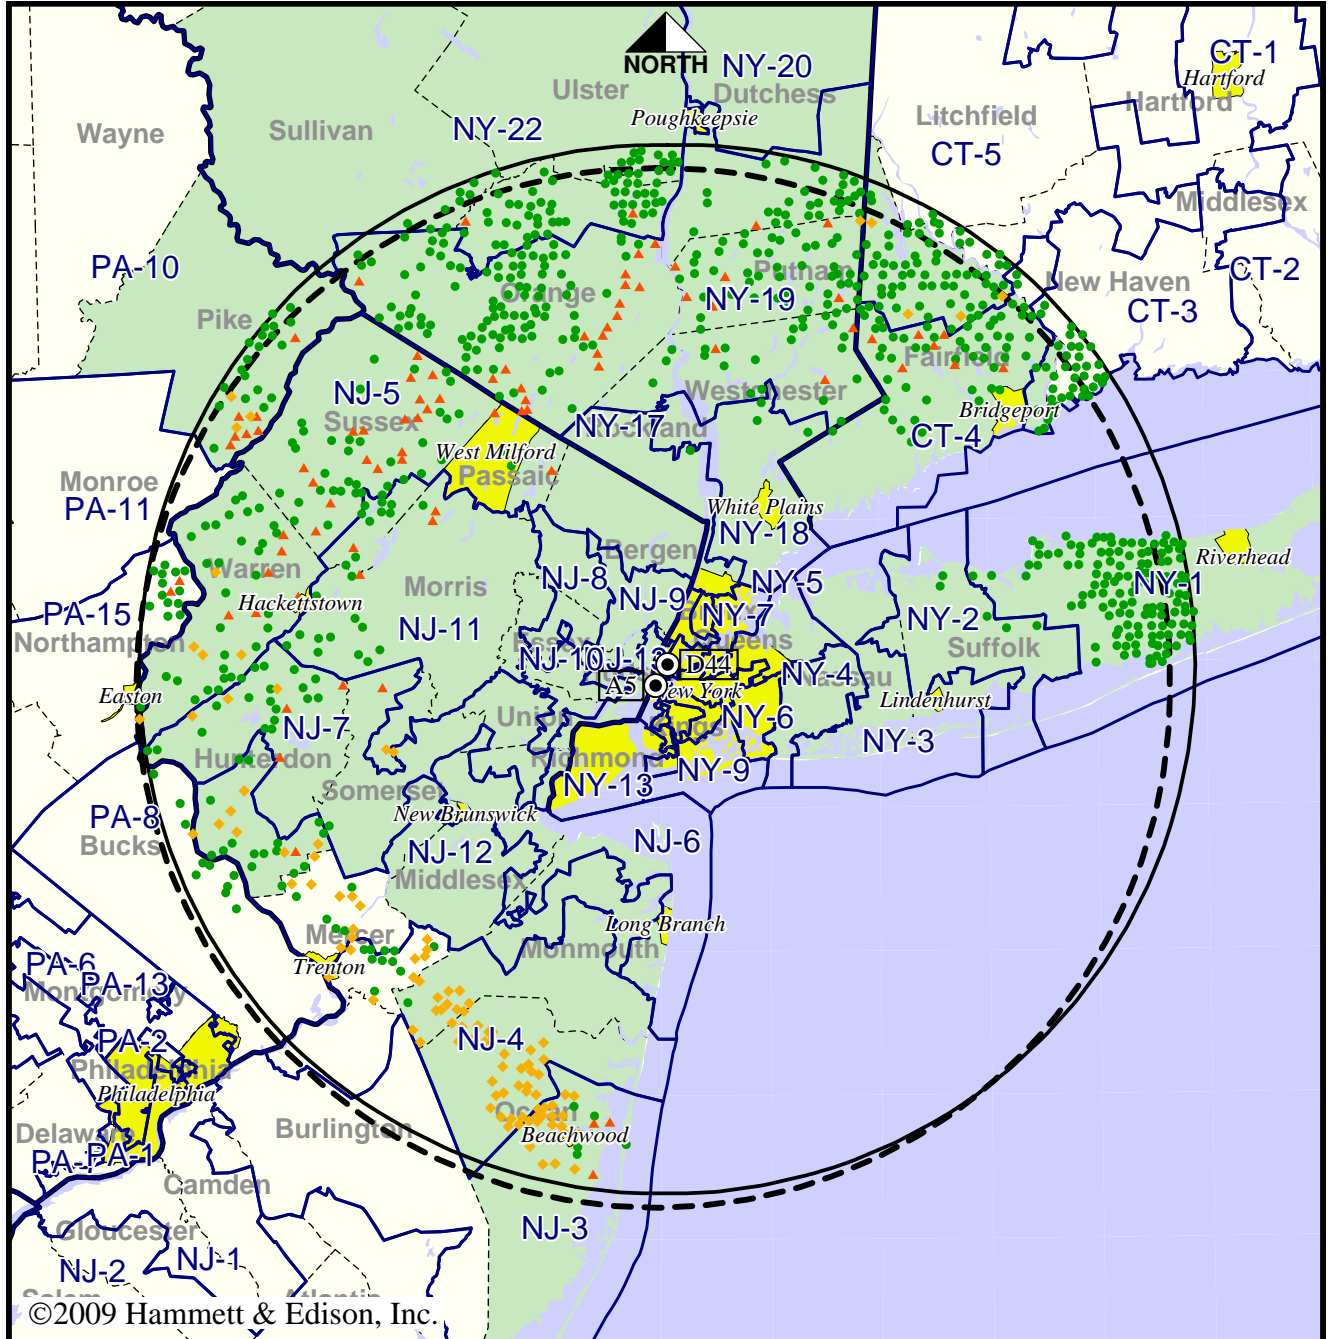 NORTH
CT-1
Hartford
Hartford
NY-20
Ulster
Dutchess
Poughkeepsie
Litchfield
CT-5
Wayne
Sullivan
NY-22
Middlesex
PA-10
CT-2
New Haven
CT-3
Putnam
Orange
NY-19
Pike
Fairfield
NJ-5
Sussex
Westchester
Bridgeport
NY-17
Rockland
CT-4
West Milford
Passaic
Monroe
PA-11
White Plains
NY-18
Riverhead
Bergen
Warren
NJ-8
NY-5
NY-1
Morris
Hackettstown
NJ-9
NY-7
PA-15
Northampton
NJ-11
NY-2
Queens
Suffolk
Essex
NJ-10
D44
NY-4
Nassau
A5
New York
Easton
Lindenhurst
Union
NJ-7
Kings
NY-6
NY-3
Hunterdon
Richmond
NY-9
NY-13
Somerset
New Brunswick
PA-8
Bucks
NJ-6
NJ-12
Middlesex
Long Branch
Mercer
Monmouth
Trenton
PA-6
PA-13
Montgomery
PA-2
NJ-4
Philadelphia
Philadelphia
Ocean
Beachwood
Delaware
Burlington
PA-1
Camden
NJ-3
Gloucester
NJ-1
NJ-2
Salem
Atlantic
©2009 Hammett & Edison, Inc.